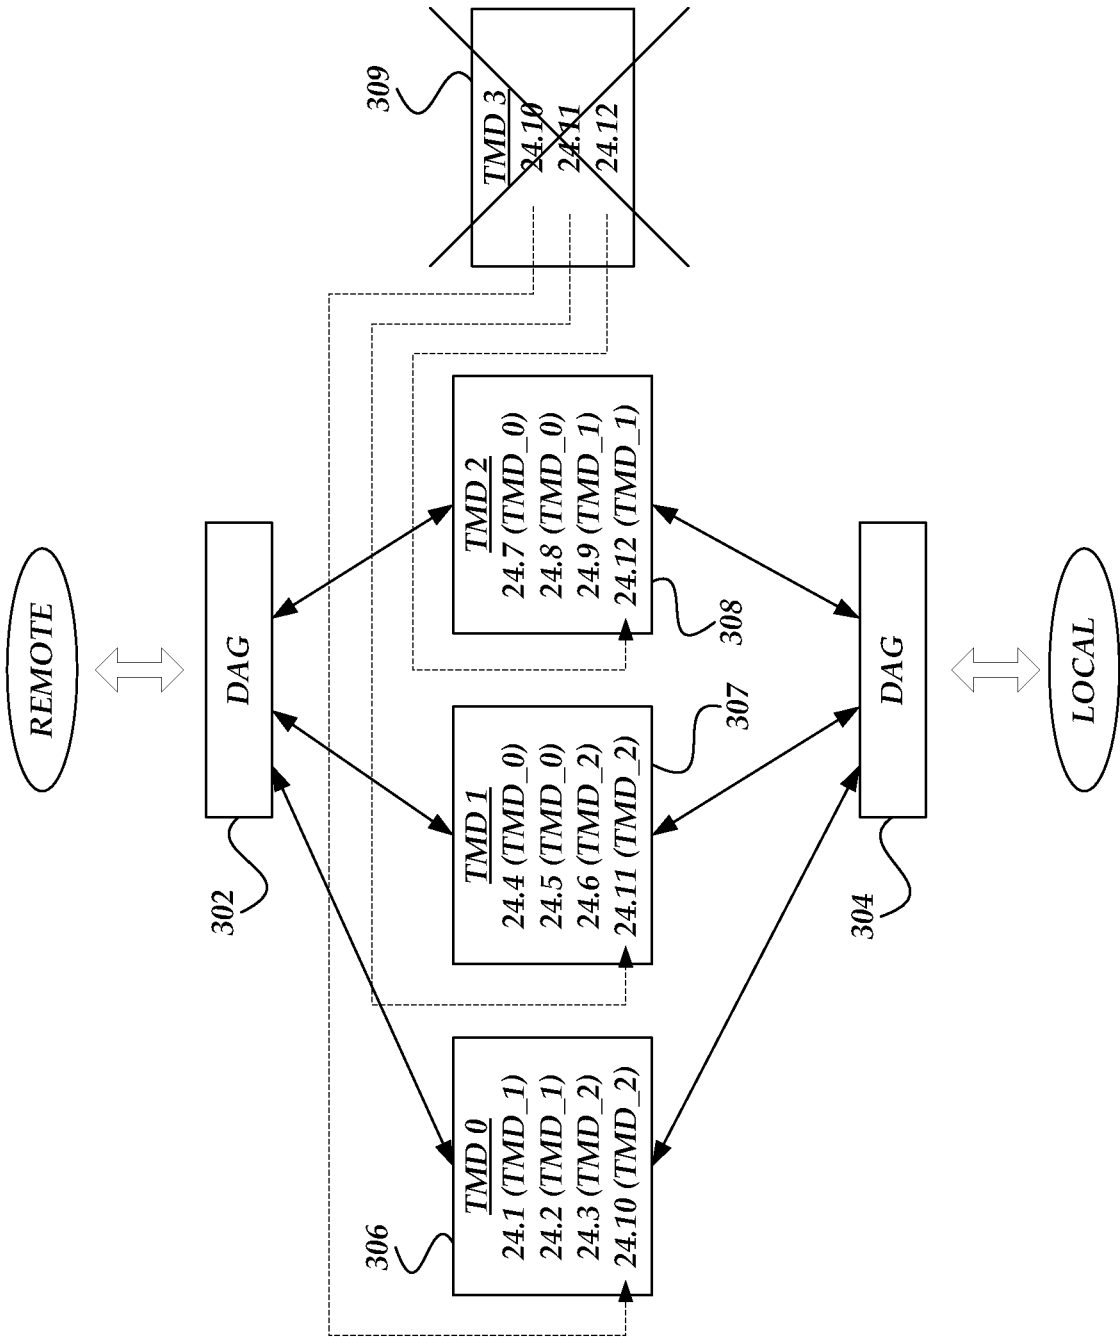 REMOTE
302
DAG
306
TMD 0
24.1 (TMD_1)
24.2 (TMD_1)
24.3 (TMD_2)
24.10 (TMD_2)
TMD 1
24.4 (TMD_0)
24.5 (TMD_0)
24.6 (TMD_2)
24.11 (TMD_2)
307
TMD 2
24.7 (TMD_0)
24.8 (TMD_0)
24.9 (TMD_1)
24.12 (TMD_1)
308
309
TMD 3
24.10
24.11
24.12
304
DAG
LOCAL